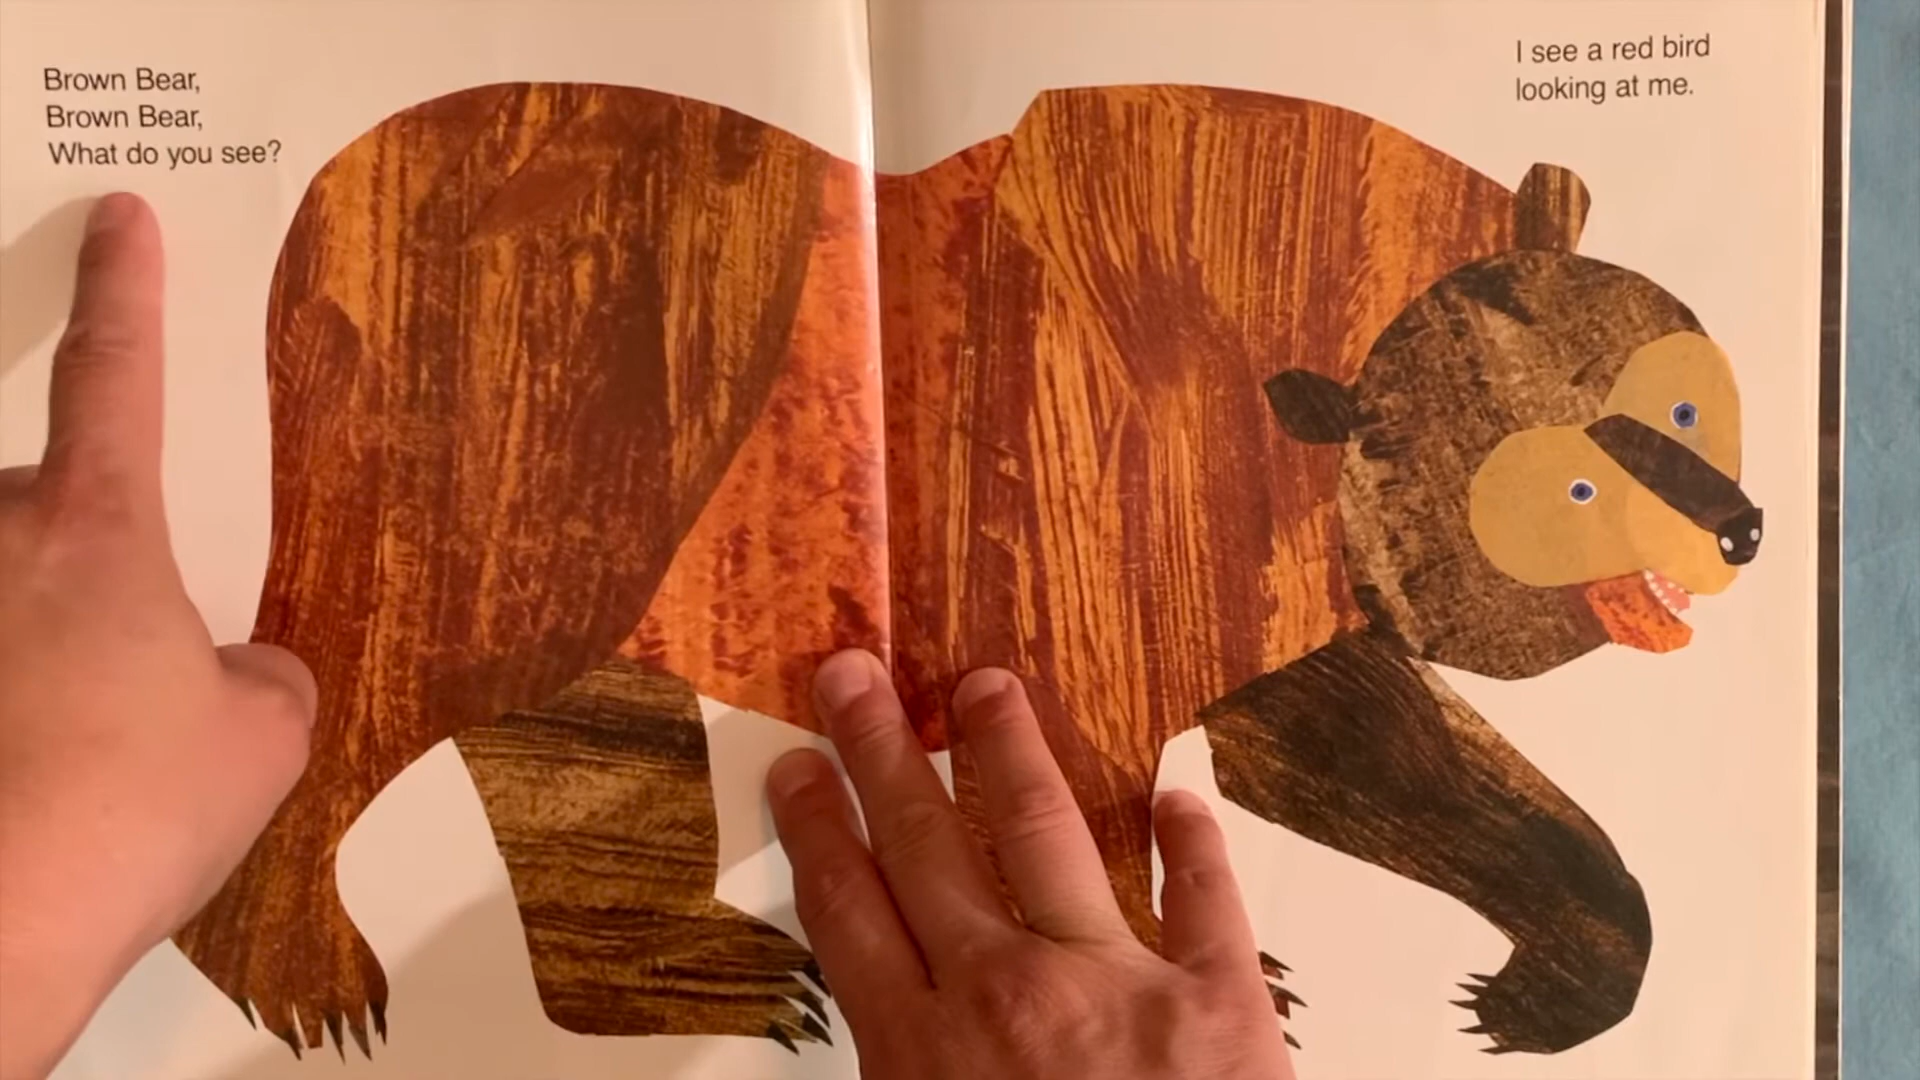 Brown Bear,
Brown Bear,
What do you see?
I see a red bird
looking at me.